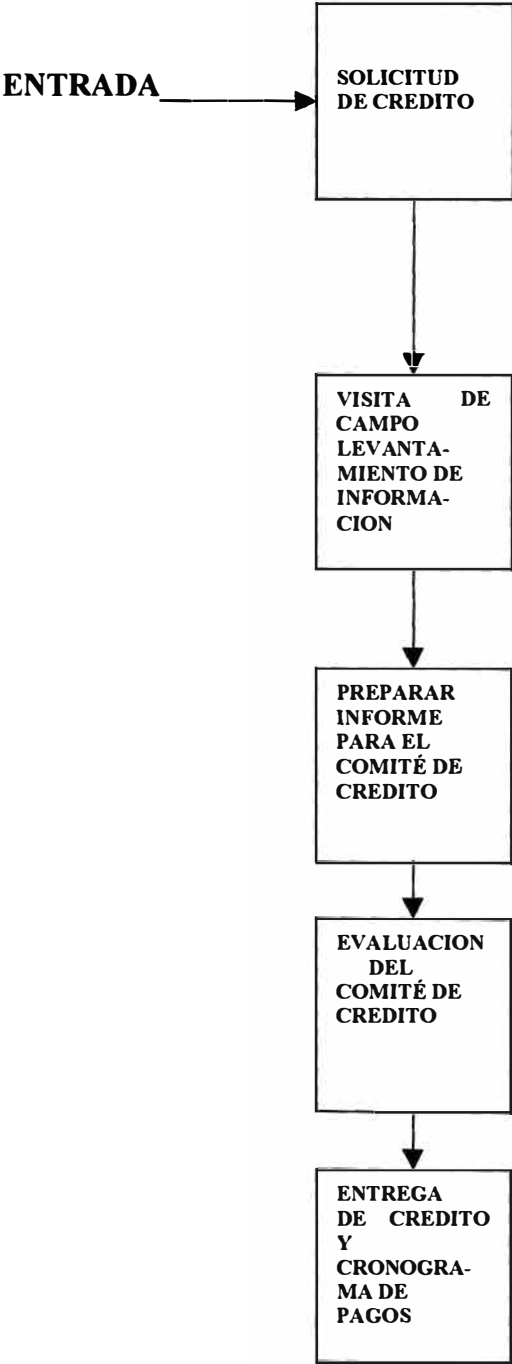 ENTRADA
SOLICITUD
DE CREDITO
VISITA DE
CAMPO
LEVANTA-
MIENTO DE
INFORMA-
CION
PREPARAR
INFORME
PARA EL
COMITÉ DE
CREDITO
EVALUACION
DEL
COMITÉ DE
CREDITO
ENTREGA
DE CREDITO
Y
CRONOGRA-
MA DE
PAGOS